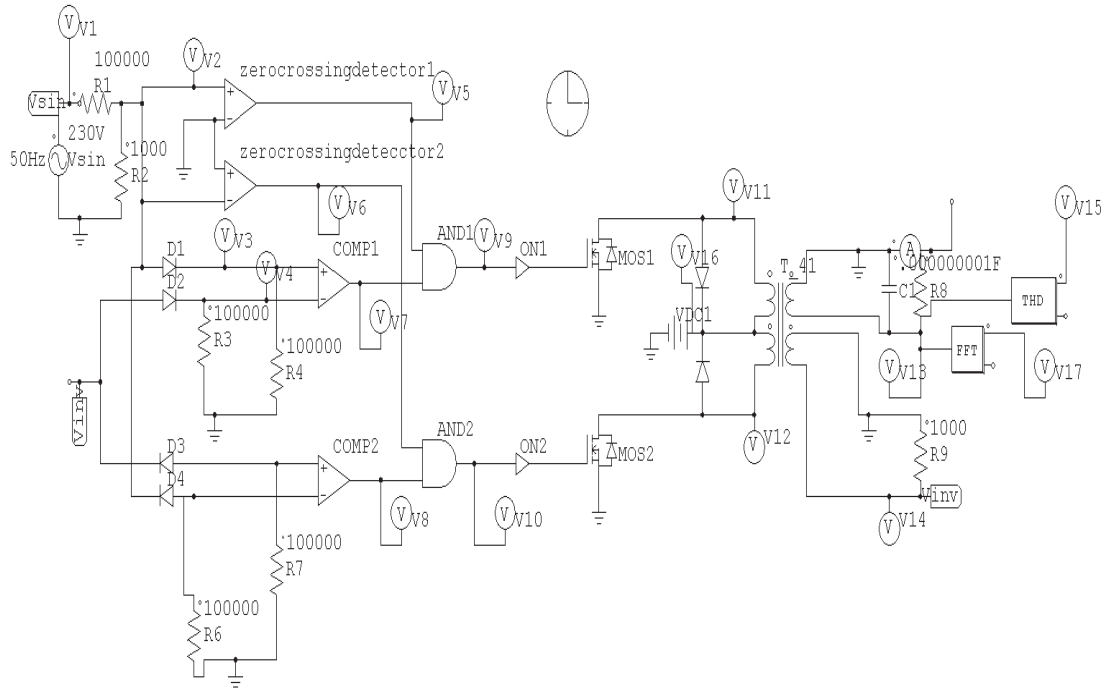 V V1
100000
R1
V V2
zerocrossingdetector1
V V5
Vsin
230V
50Hz
Vsin
°1000
R2
zerocrossingdetecctor2
V V6
AND1
V V9
ON1
MOS1
V V11
V V15
D1
V V3
COMP1
D2
V V4
V V16
VDC1
T_41
A
.000000001F
C1
R8
THD
°100000
R3
V V7
°100000
R4
FFT
V V13
V V17
Vinv
D3
COMP2
AND2
ON2
MOS2
V V12
°1000
R9
D4
Vinv
V V8
V V10
V V14
°100000
R7
°100000
R6